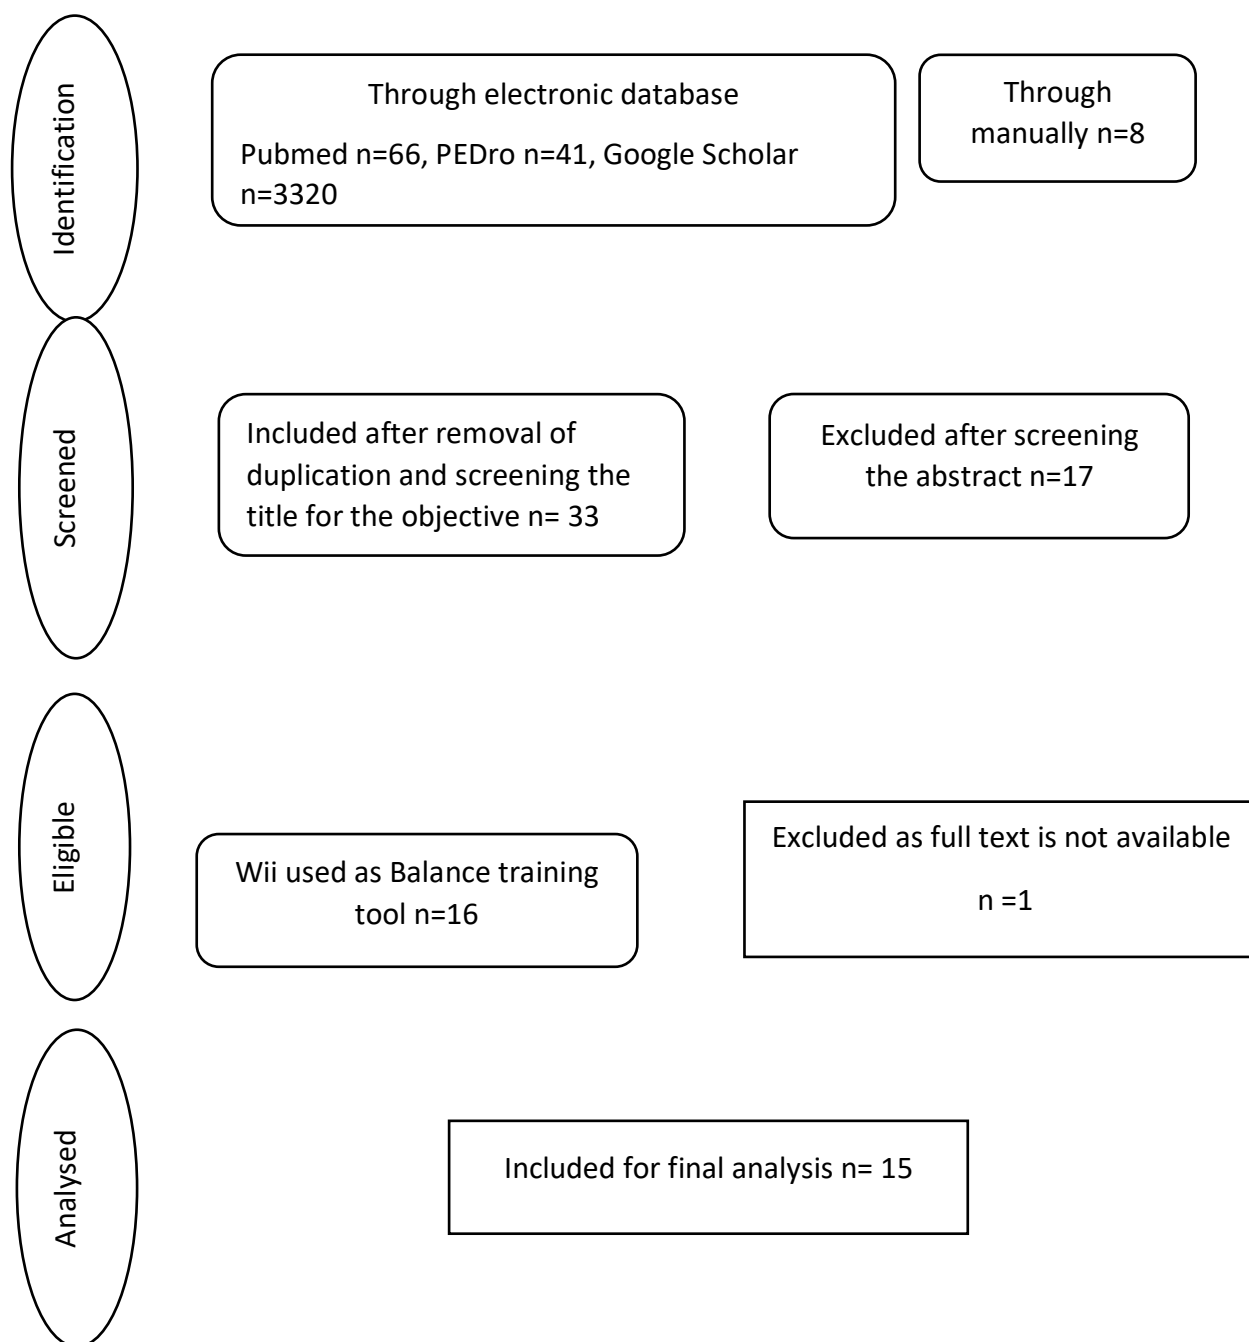 Identification
Through electronic database
Pubmed n=66, PEDro n=41, Google Scholar
n=3320
Through
manually n=8
Screened
Included after removal of
duplication and screening the
title for the objective n= 33
Excluded after screening
the abstract n=17
Eligible
Wii used as Balance training
tool n=16
Excluded as full text is not available
n =1
Analysed
Included for final analysis n= 15